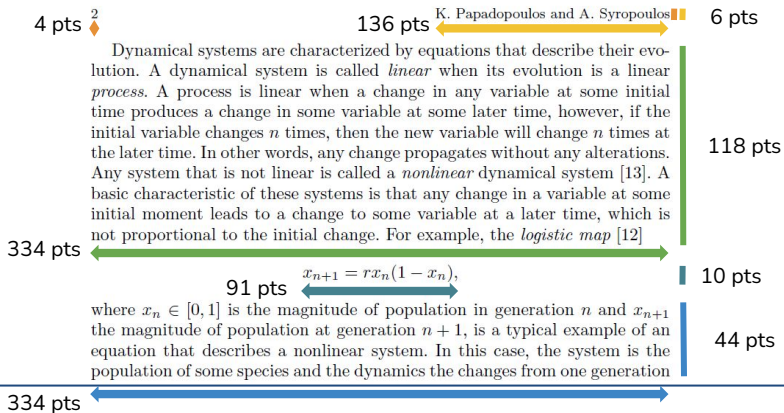 2 K. Papadopoulos and A. Syropoulos
4 pts 136 pts 6 pts
Dynamical systems are characterized by equations that describe their evo-
lution. A dynamical system is called linear when its evolution is a linear
process. A process is linear when a change in any variable at some initial
time produces a change in some variable at some later time, however, if the
initial variable changes n times, then the new variable will change n times at
the later time. In other words, any change propagates without any alterations.
Any system that is not linear is called a nonlinear dynamical system [13]. A
basic characteristic of these systems is that any change in a variable at some
initial moment leads to a change to some variable at a later time, which is
not proportional to the initial change. For example, the logistic map [12]
118 pts
334 pts
xₙ₊₁ = rxₙ(1 − xₙ),
10 pts
91 pts
where xₙ ∈ [0, 1] is the magnitude of population in generation n and xₙ₊₁
the magnitude of population at generation n + 1, is a typical example of an
equation that describes a nonlinear system. In this case, the system is the
population of some species and the dynamics the changes from one generation
44 pts
334 pts